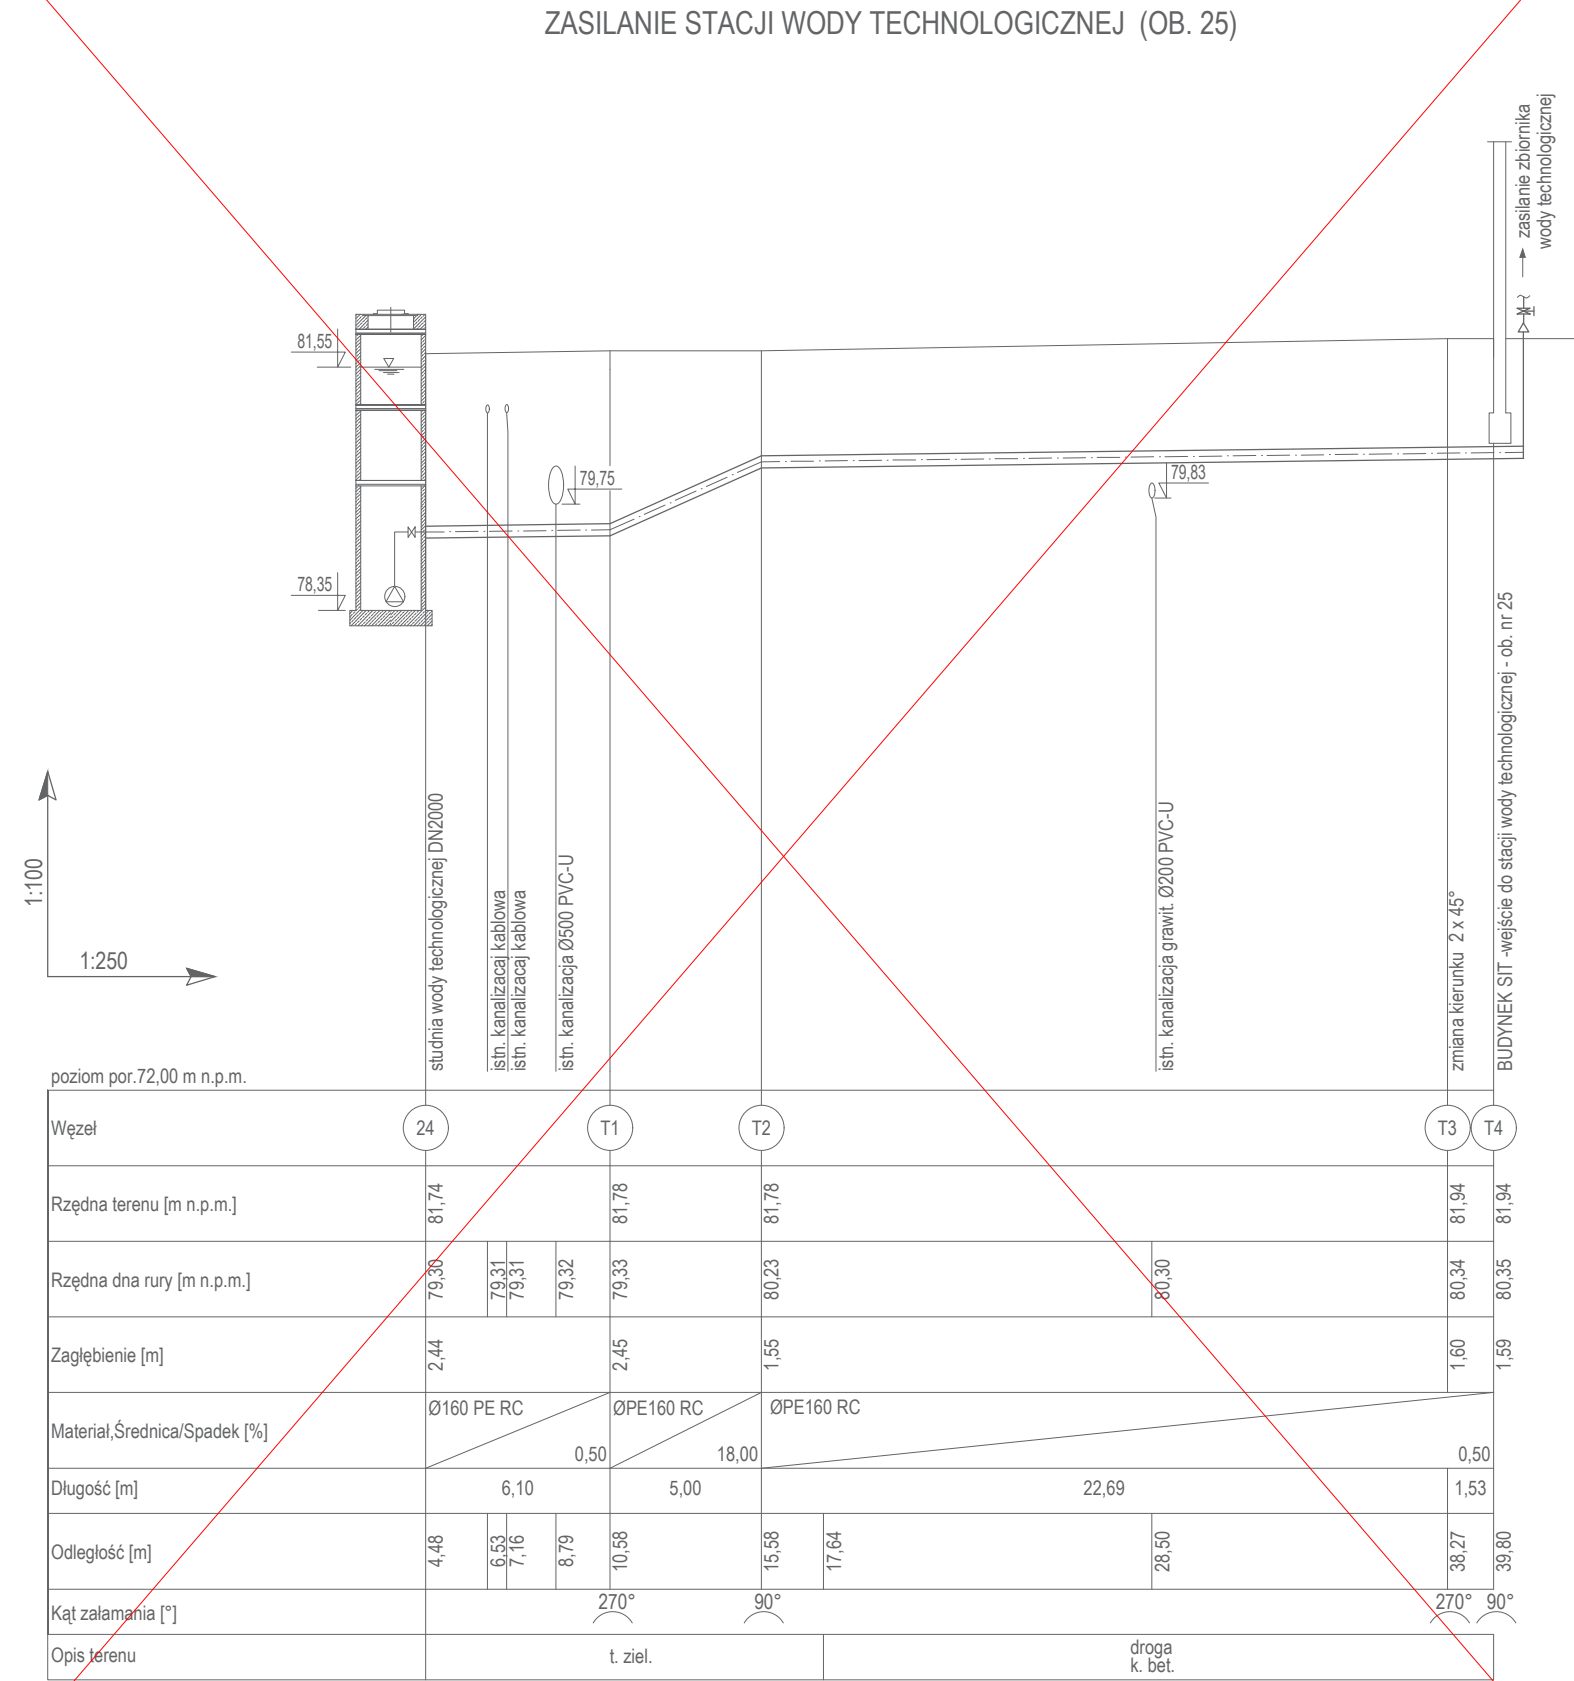 ZASILANIE STACJI WODY TECHNOLOGICZNEJ (OB. 25)
zasilanie zbiornika
wody technologicznej
81,55
79,75
79,83
78,35
1:100
1:250
studnia wody technologicznej DN2000
istn. kanalizacaj kablowa
istn. kanalizacaj kablowa
istn. kanalizacja Ø500 PVC-U
istn. kanalizacja grawit. Ø200 PVC-U
zmiana kierunku 2 x 45°
BUDYNEK SIT -wejście do stacji wody technologicznej - ob. nr 25
poziom por.72,00 m n.p.m.
Węzeł 24 T1 T2 T3 T4
Rzędna terenu [m n.p.m.] 81,74 81,78 81,78 81,94 81,94
Rzędna dna rury [m n.p.m.] 79,30 79,31 79,31 79,32 79,33 80,23 80,30 80,34 80,35
Zagłębienie [m] 2,44 2,45 1,55 1,60 1,59
Materiał,Średnica/Spadek [%] Ø160 PE RC 0,50 ØPE160 RC 18,00 ØPE160 RC 0,50
Długość [m] 6,10 5,00 22,69 1,53
Odległość [m] 4,48 6,53 7,16 8,79 10,58 15,58 17,64 28,50 38,27 39,80
Kąt załamania [°] 270° 90° 270° 90°
Opis terenu t. ziel. droga
k. bet.